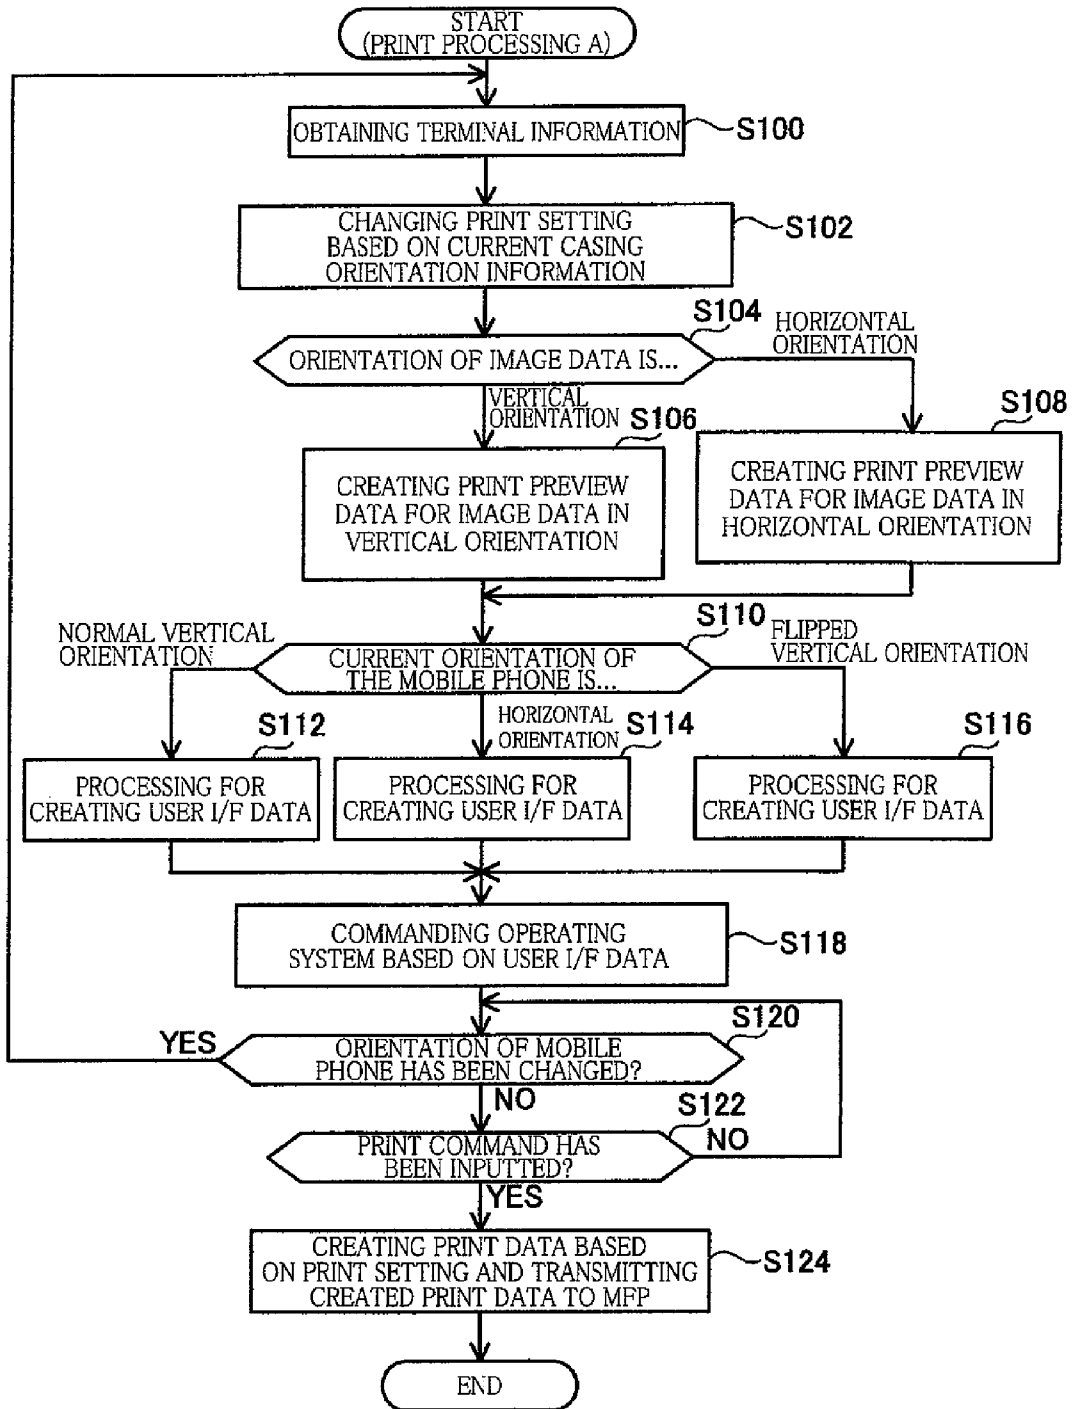 START
(PRINT PROCESSING A)
OBTAINING TERMINAL INFORMATION
S100
CHANGING PRINT SETTING
BASED ON CURRENT CASING
ORIENTATION INFORMATION
S102
S104
ORIENTATION OF IMAGE DATA IS...
HORIZONTAL
ORIENTATION
VERTICAL
ORIENTATION
S106
CREATING PRINT PREVIEW
DATA FOR IMAGE DATA IN
VERTICAL ORIENTATION
S108
CREATING PRINT PREVIEW
DATA FOR IMAGE DATA IN
HORIZONTAL ORIENTATION
S110
CURRENT ORIENTATION OF
THE MOBILE PHONE IS...
NORMAL VERTICAL
ORIENTATION
FLIPPED
VERTICAL ORIENTATION
HORIZONTAL
ORIENTATION
S112
PROCESSING FOR
CREATING USER I/F DATA
S114
PROCESSING FOR
CREATING USER I/F DATA
S116
PROCESSING FOR
CREATING USER I/F DATA
COMMANDING OPERATING
SYSTEM BASED ON USER I/F DATA
S118
S120
YES
ORIENTATION OF MOBILE
PHONE HAS BEEN CHANGED?
NO
S122
PRINT COMMAND HAS
BEEN INPUTTED?
NO
YES
CREATING PRINT DATA BASED
ON PRINT SETTING AND TRANSMITTING
CREATED PRINT DATA TO MFP
S124
END